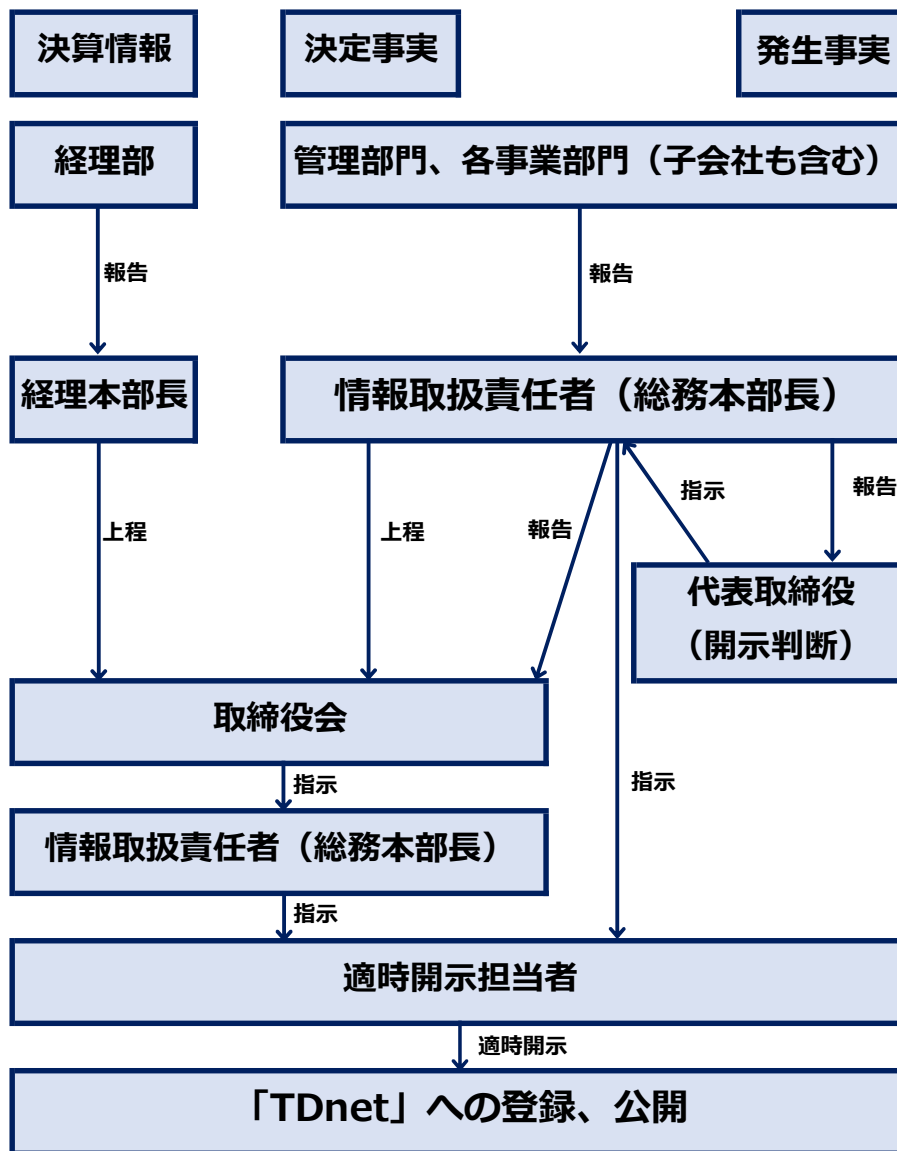 決算情報
決定事実
発生事実
経理部
管理部門、各事業部門（子会社も含む）
報告
報告
経理本部長
情報取扱責任者（総務本部長）
上程
上程
報告
指示
報告
代表取締役
（開示判断）
取締役会
指示
指示
情報取扱責任者（総務本部長）
指示
適時開示担当者
適時開示
「TDnet」への登録、公開